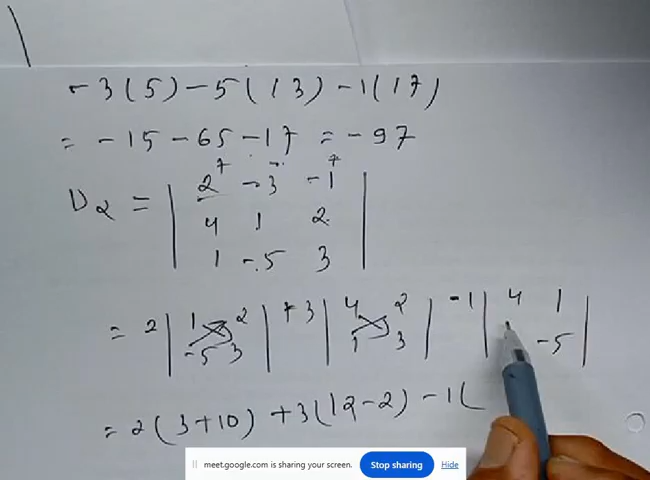 -3(5)-5(13)-1(17)
= -15-65-17 = -97
D₂ = | 2⁺ -3⁻ -1⁺ |
| 4 1 2 |
| 1 -5 3 |
= 2 | 1 2 | +3 | 4 2 | -1 | 4 1 |
| -5 3 | | 1 3 | | -5 |
= 2(3+10) +3(12-2) -1(
meet.google.com is sharing your screen. Stop sharing Hide